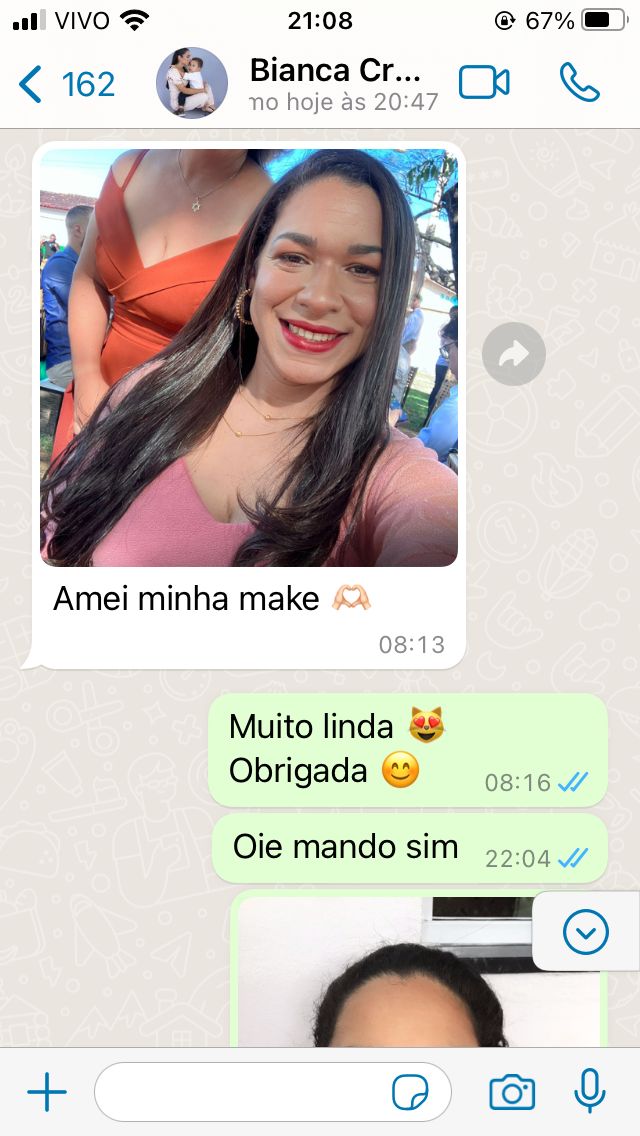 VIVO 21:08 67%
162 Bianca Cr...
mo hoje às 20:47
Amei minha make 🫶🏻
08:13
Muito linda 😻
Obrigada 😊 08:16
Oie mando sim 22:04